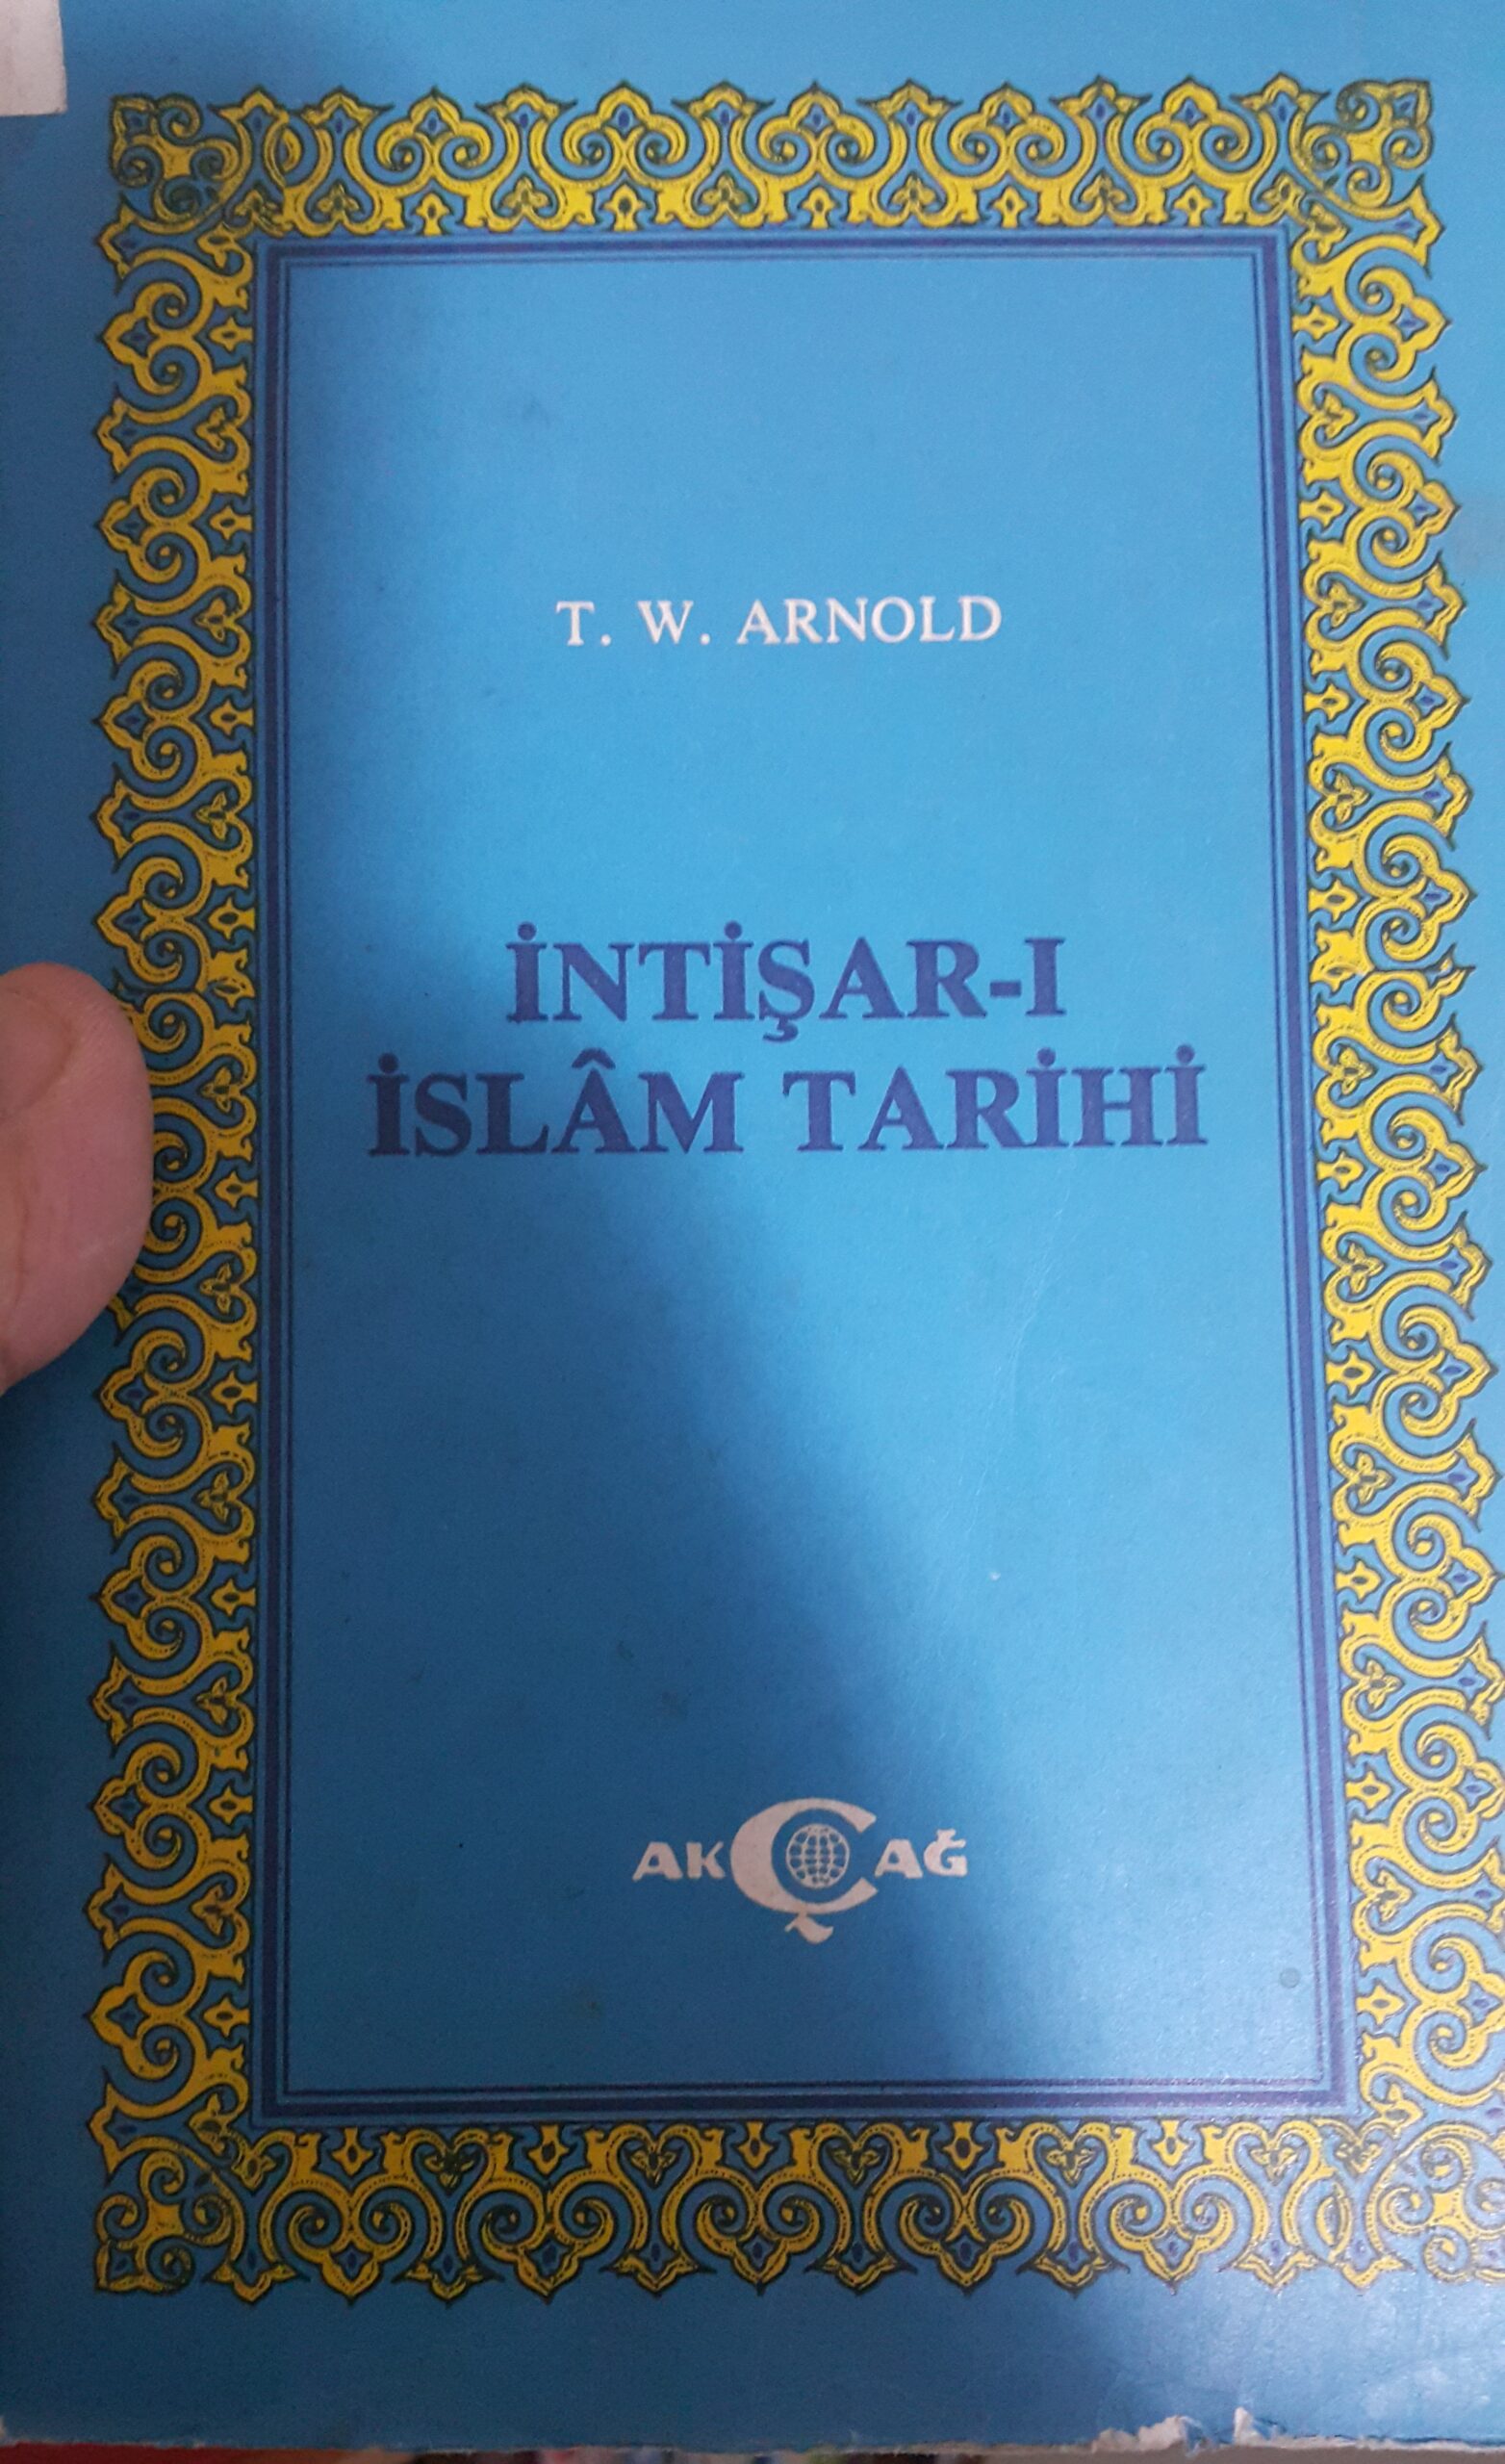 T. W. ARNOLD
İNTİŞAR-I
İSLÂM TARİHİ
AKÇAĞ